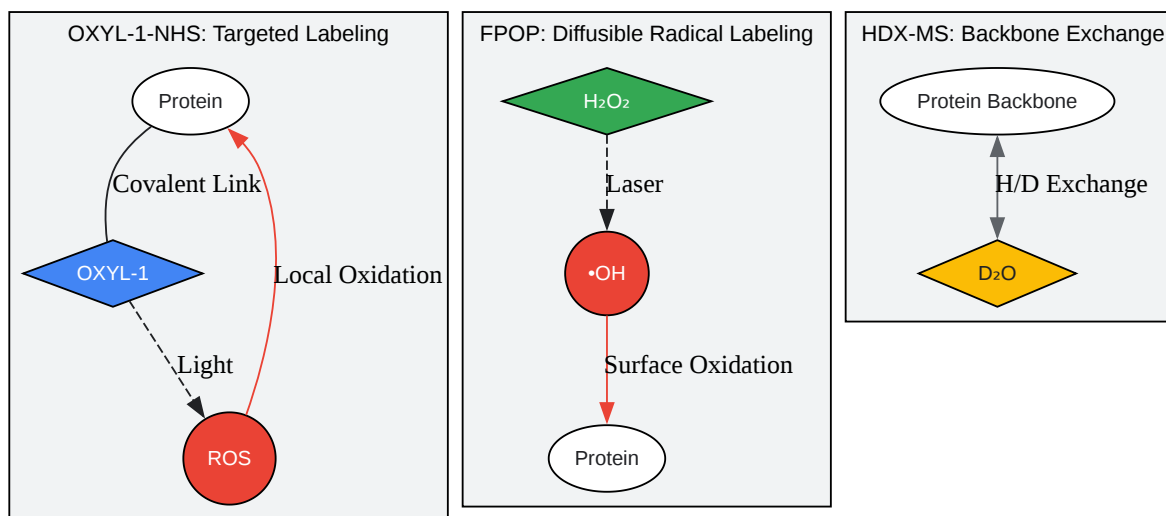 OXYL-1-NHS: Targeted Labeling
Protein
Covalent Link
OXYL-1
Local Oxidation
Light
ROS
FPOP: Diffusible Radical Labeling
H₂O₂
Laser
•OH
Surface Oxidation
Protein
HDX-MS: Backbone Exchange
Protein Backbone
H/D Exchange
D₂O